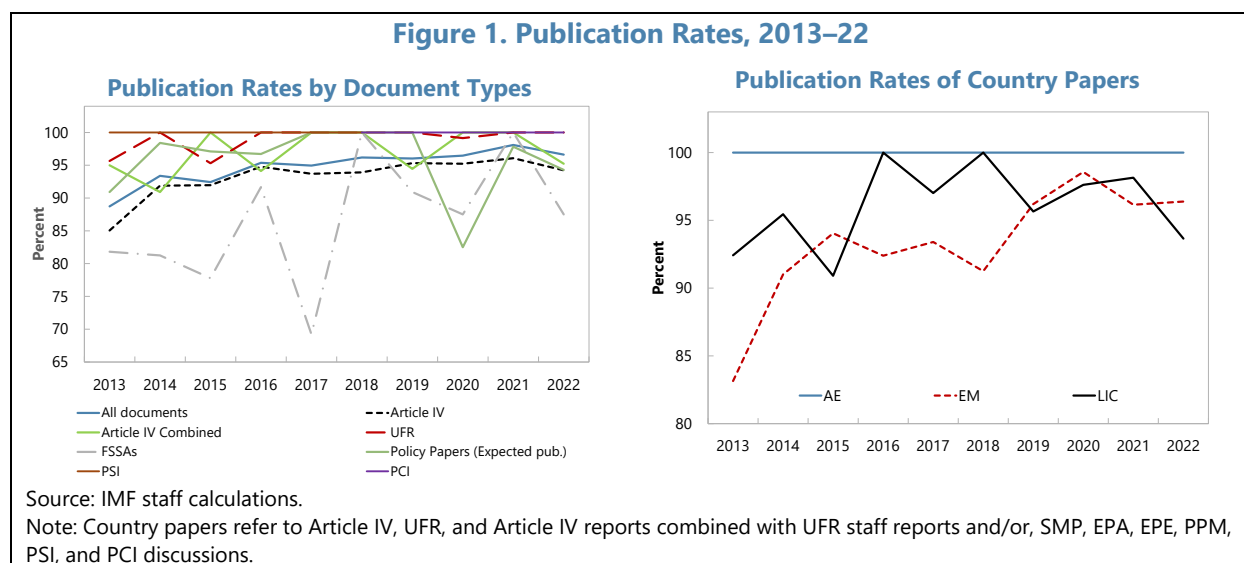 Figure 1. Publication Rates, 2013–22
Publication Rates by Document Types
Percent
100
95
90
85
80
75
70
65
2013 2014 2015 2016 2017 2018 2019 2020 2021 2022
All documents Article IV
Article IV Combined UFR
FSSAs Policy Papers (Expected pub.)
PSI PCI
Publication Rates of Country Papers
Percent
100
95
90
85
80
AE EM LIC
2013 2014 2015 2016 2017 2018 2019 2020 2021 2022
Source: IMF staff calculations.
Note: Country papers refer to Article IV, UFR, and Article IV reports combined with UFR staff reports and/or, SMP, EPA, EPE, PPM,
PSI, and PCI discussions.